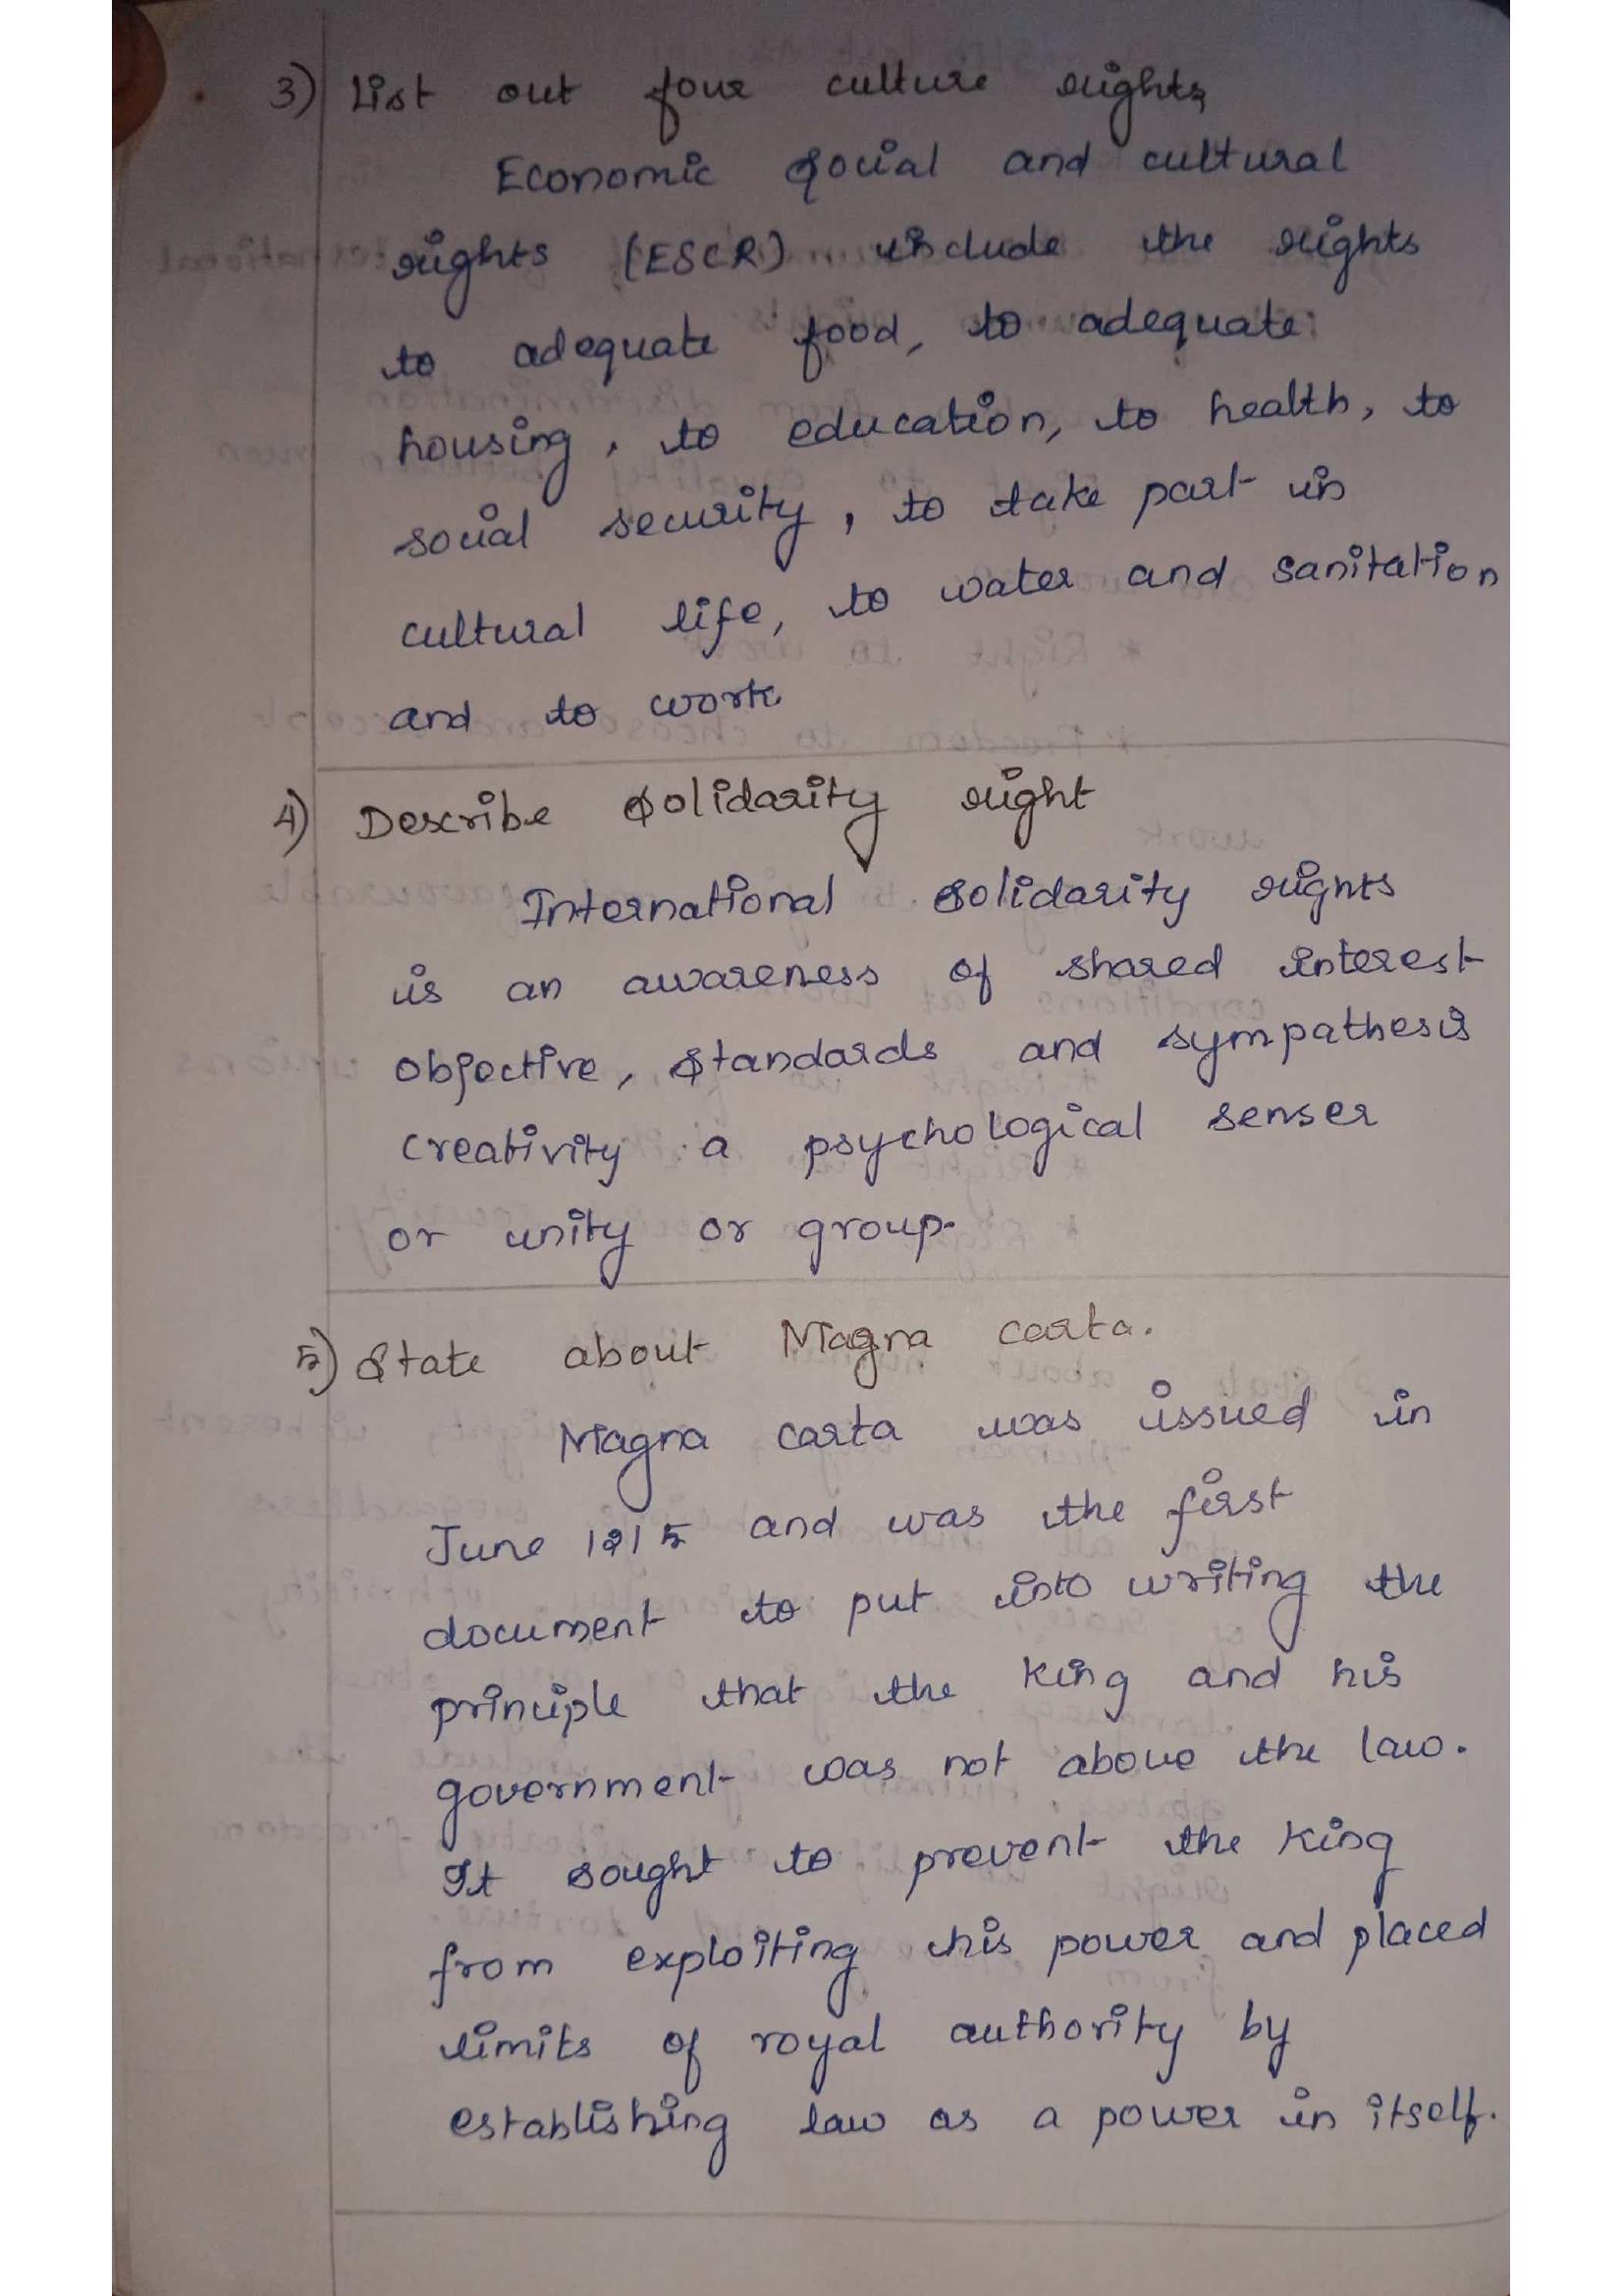 3) List out four culture rights
Economic Social and cultural
rights (ESCR) include the rights
to adequate food, to adequate
housing, to education, to health, to
social security, to take part in
cultural life, to water and sanitation
and to work
4) Describe Solidarity right
International Solidarity rights
is an awareness of shared interest
objective, Standards and sympathesis
creativity a psychological senser
or unity or group.
5) State about Magna carta.
Magna carta was issued in
June 1215 and was the first
document to put into writing the
principle that the King and his
government was not above the law.
It sought to prevent the King
from exploiting his power and placed
limits of royal authority by
establishing law as a power in itself.